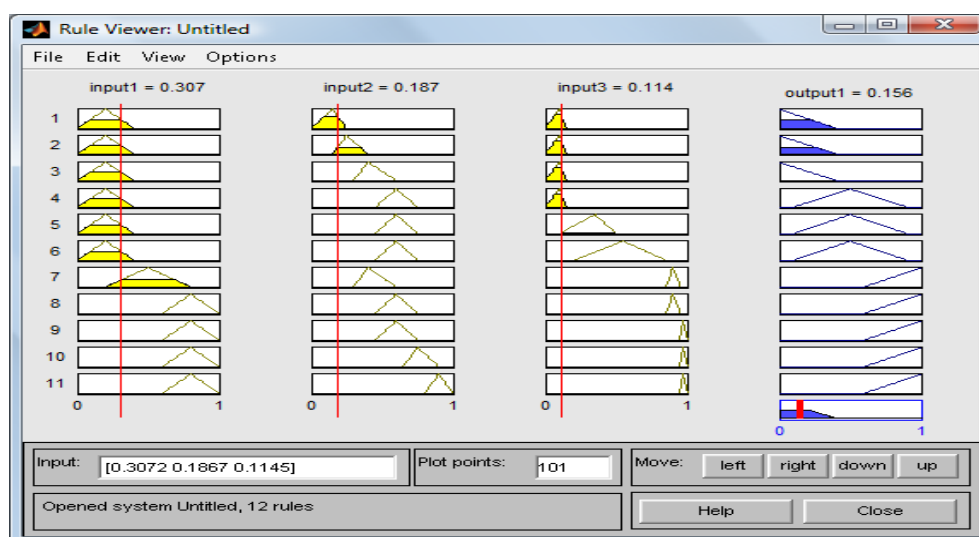 Rule Viewer: Untitled
File Edit View Options
input1 = 0.307 input2 = 0.187 input3 = 0.114 output1 = 0.156
1
2
3
4
5
6
7
8
9
10
11
0 1 0 1 0 1
0 1
Input: [0.3072 0.1867 0.1145] Plot points: 101 Move: left right down up
Opened system Untitled, 12 rules Help Close